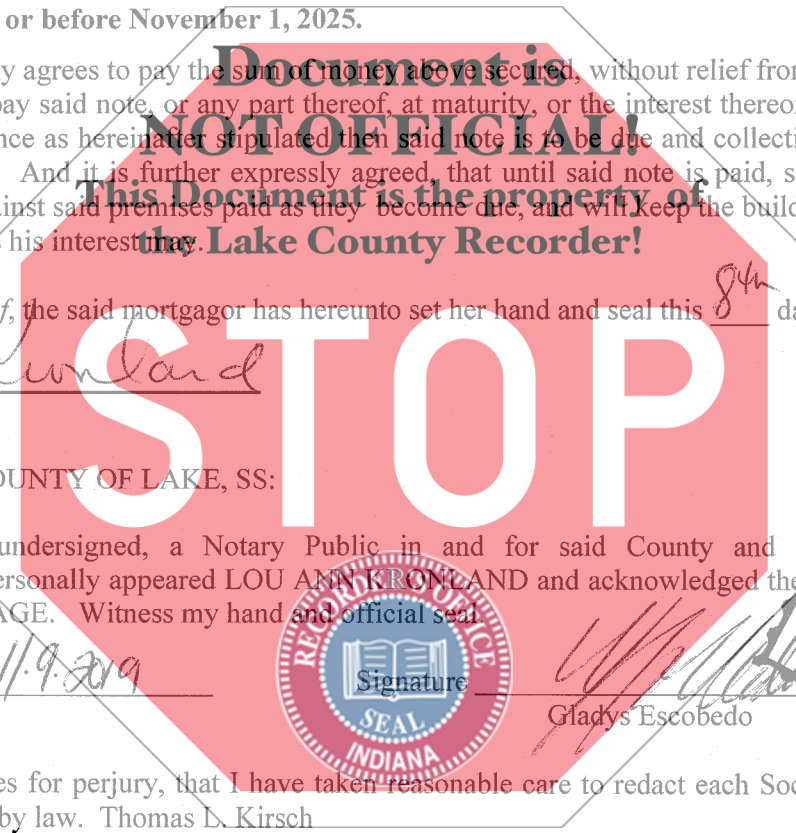 or before November 1, 2025.
Document is
y agrees to pay the sum of money above secured, without relief from
pay said note, or any part thereof, at maturity, or the interest thereo
NOT OFFICIAL!
nce as hereinafter stipulated then said note is to be due and collecti
And it is further expressly agreed, that until said note is paid, s
This Document is the property of
inst said premises paid as they become due, and will keep the build
s his interest may.
the Lake County Recorder!
f, the said mortgagor has hereunto set her hand and seal this 8th da
Kronland
STOP
OUNTY OF LAKE, SS:
undersigned, a Notary Public in and for said County and
ersonally appeared LOU ANN KRONLAND and acknowledged the
AGE. Witness my hand and official seal.
RECORDER'S OFFICE
11.9.2019 Signature
SEAL
Gladys Escobedo
INDIANA
es for perjury, that I have taken reasonable care to redact each Soc
by law. Thomas L. Kirsch